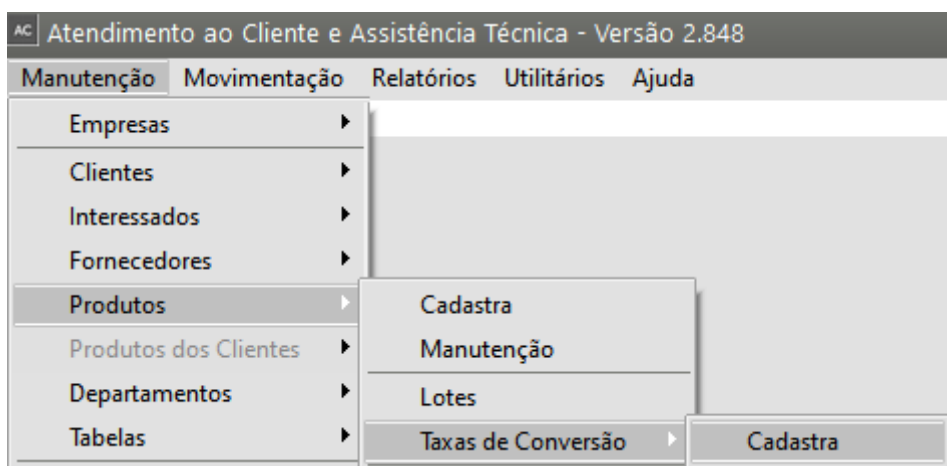 AC Atendimento ao Cliente e Assistência Técnica - Versão 2.848
Manutenção Movimentação Relatórios Utilitários Ajuda
Empresas
Clientes
Interessados
Fornecedores
Produtos
Cadastra
Produtos dos Clientes
Manutenção
Departamentos
Lotes
Tabelas
Taxas de Conversão
Cadastra